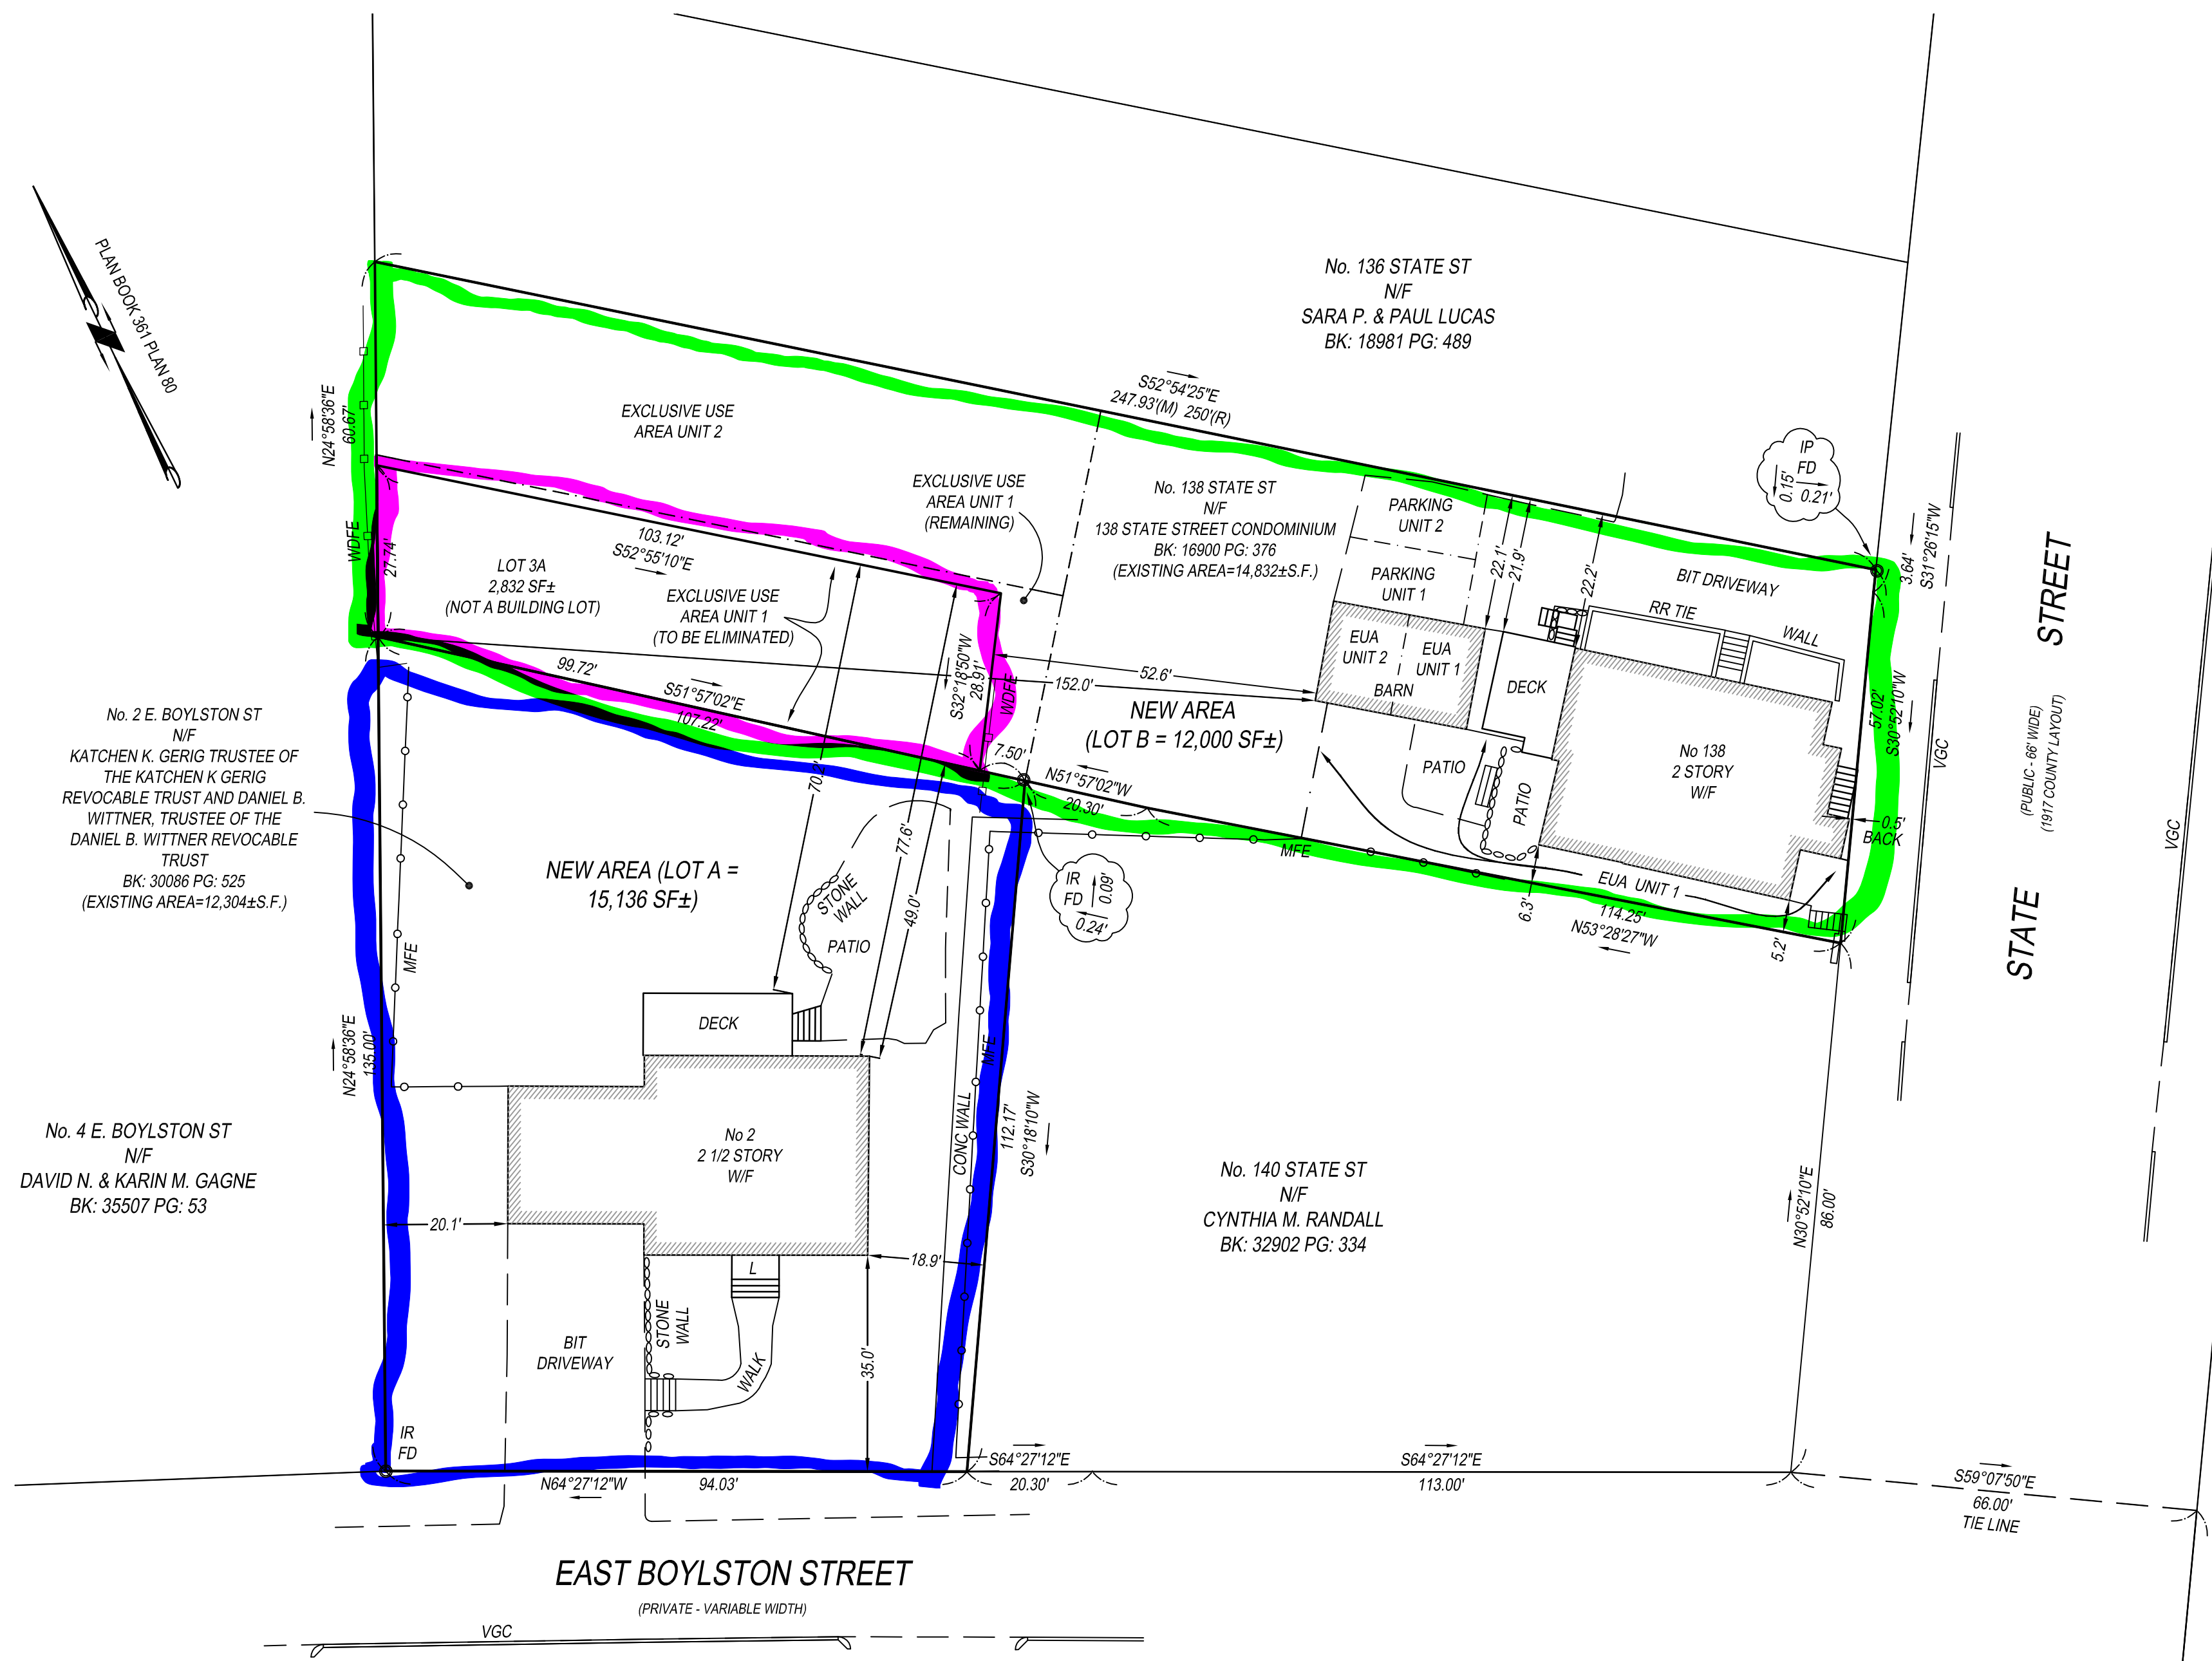 PLAN BOOK 361 PLAN 80
No. 136 STATE ST
N/F
SARA P. & PAUL LUCAS
BK: 18981 PG: 489
S52°54'25"E
247.93'(M) 250'(R)
N24°58'36"E
60.67'
EXCLUSIVE USE
AREA UNIT 2
EXCLUSIVE USE
AREA UNIT 1
(REMAINING)
No. 138 STATE ST
N/F
138 STATE STREET CONDOMINIUM
BK: 16900 PG: 376
(EXISTING AREA=14,832±S.F.)
PARKING
UNIT 2
PARKING
UNIT 1
22.1'
21.9'
22.2'
IP
FD
0.15'
0.21'
3.64'
S31°26'15"W
BIT DRIVEWAY
RR TIE
WALL
WDFE
27.74'
103.12'
S52°55'10"E
LOT 3A
2,832 SF±
(NOT A BUILDING LOT)
EXCLUSIVE USE
AREA UNIT 1
(TO BE ELIMINATED)
99.72'
S51°57'02"E
107.22'
S32°18'50"W
28.91'
WDFE
52.6'
152.0'
NEW AREA
(LOT B = 12,000 SF±)
7.50'
N51°57'02"W
20.30'
EUA
UNIT 2
EUA
UNIT 1
BARN
DECK
PATIO
PATIO
No 138
2 STORY
W/F
57.02'
S30°52'10"W
0.5'
BACK
VGC
STATE STREET
(PUBLIC - 66' WIDE)
(1917 COUNTY LAYOUT)
VGC
MFE
EUA UNIT 1
6.3'
114.25'
N53°28'27"W
5.2'
IR
FD
0.09'
0.24'
No. 2 E. BOYLSTON ST
N/F
KATCHEN K. GERIG TRUSTEE OF
THE KATCHEN K GERIG
REVOCABLE TRUST AND DANIEL B.
WITTNER, TRUSTEE OF THE
DANIEL B. WITTNER REVOCABLE
TRUST
BK: 30086 PG: 525
(EXISTING AREA=12,304±S.F.)
NEW AREA (LOT A =
15,136 SF±)
77.6'
49.0'
STONE
WALL
PATIO
MFE
DECK
N24°58'36"E
135.00'
MFE
CONC WALL
112.17'
S30°18'10"W
No. 4 E. BOYLSTON ST
N/F
DAVID N. & KARIN M. GAGNE
BK: 35507 PG: 53
No 2
2 1/2 STORY
W/F
20.1'
18.9'
L
STONE
WALL
WALK
35.0'
BIT
DRIVEWAY
No. 140 STATE ST
N/F
CYNTHIA M. RANDALL
BK: 32902 PG: 334
N30°52'10"E
86.00'
IR
FD
N64°27'12"W
94.03'
S64°27'12"E
20.30'
S64°27'12"E
113.00'
S59°07'50"E
66.00'
TIE LINE
EAST BOYLSTON STREET
(PRIVATE - VARIABLE WIDTH)
VGC